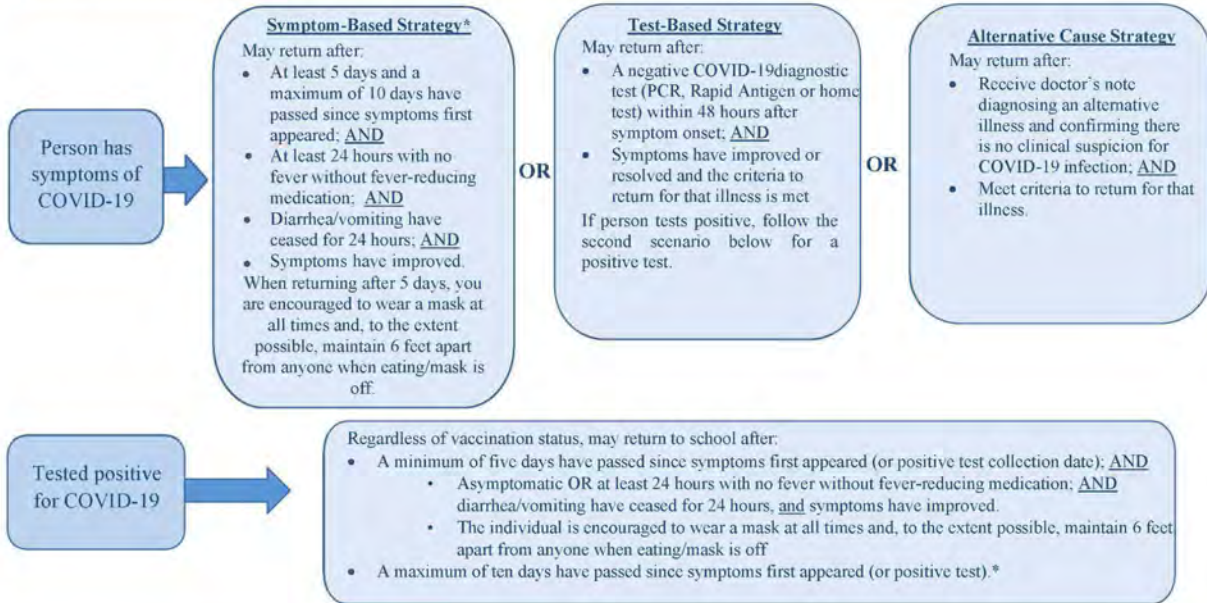 Person has
symptoms of
COVID-19
Symptom-Based Strategy*
May return after:
• At least 5 days and a
maximum of 10 days have
passed since symptoms first
appeared; AND
• At least 24 hours with no
fever without fever-reducing
medication; AND
• Diarrhea/vomiting have
ceased for 24 hours; AND
• Symptoms have improved.
When returning after 5 days, you
are encouraged to wear a mask at
all times and, to the extent
possible, maintain 6 feet apart
from anyone when eating/mask is
off.
OR
Test-Based Strategy
May return after:
• A negative COVID-19diagnostic
test (PCR, Rapid Antigen or home
test) within 48 hours after
symptom onset; AND
• Symptoms have improved or
resolved and the criteria to
return for that illness is met
If person tests positive, follow the
second scenario below for a
positive test.
OR
Alternative Cause Strategy
May return after:
• Receive doctor's note
diagnosing an alternative
illness and confirming there
is no clinical suspicion for
COVID-19 infection; AND
• Meet criteria to return for that
illness.
Tested positive
for COVID-19
Regardless of vaccination status, may return to school after:
• A minimum of five days have passed since symptoms first appeared (or positive test collection date); AND
• Asymptomatic OR at least 24 hours with no fever without fever-reducing medication; AND
diarrhea/vomiting have ceased for 24 hours, and symptoms have improved.
• The individual is encouraged to wear a mask at all times and, to the extent possible, maintain 6 feet
apart from anyone when eating/mask is off
• A maximum of ten days have passed since symptoms first appeared (or positive test).*